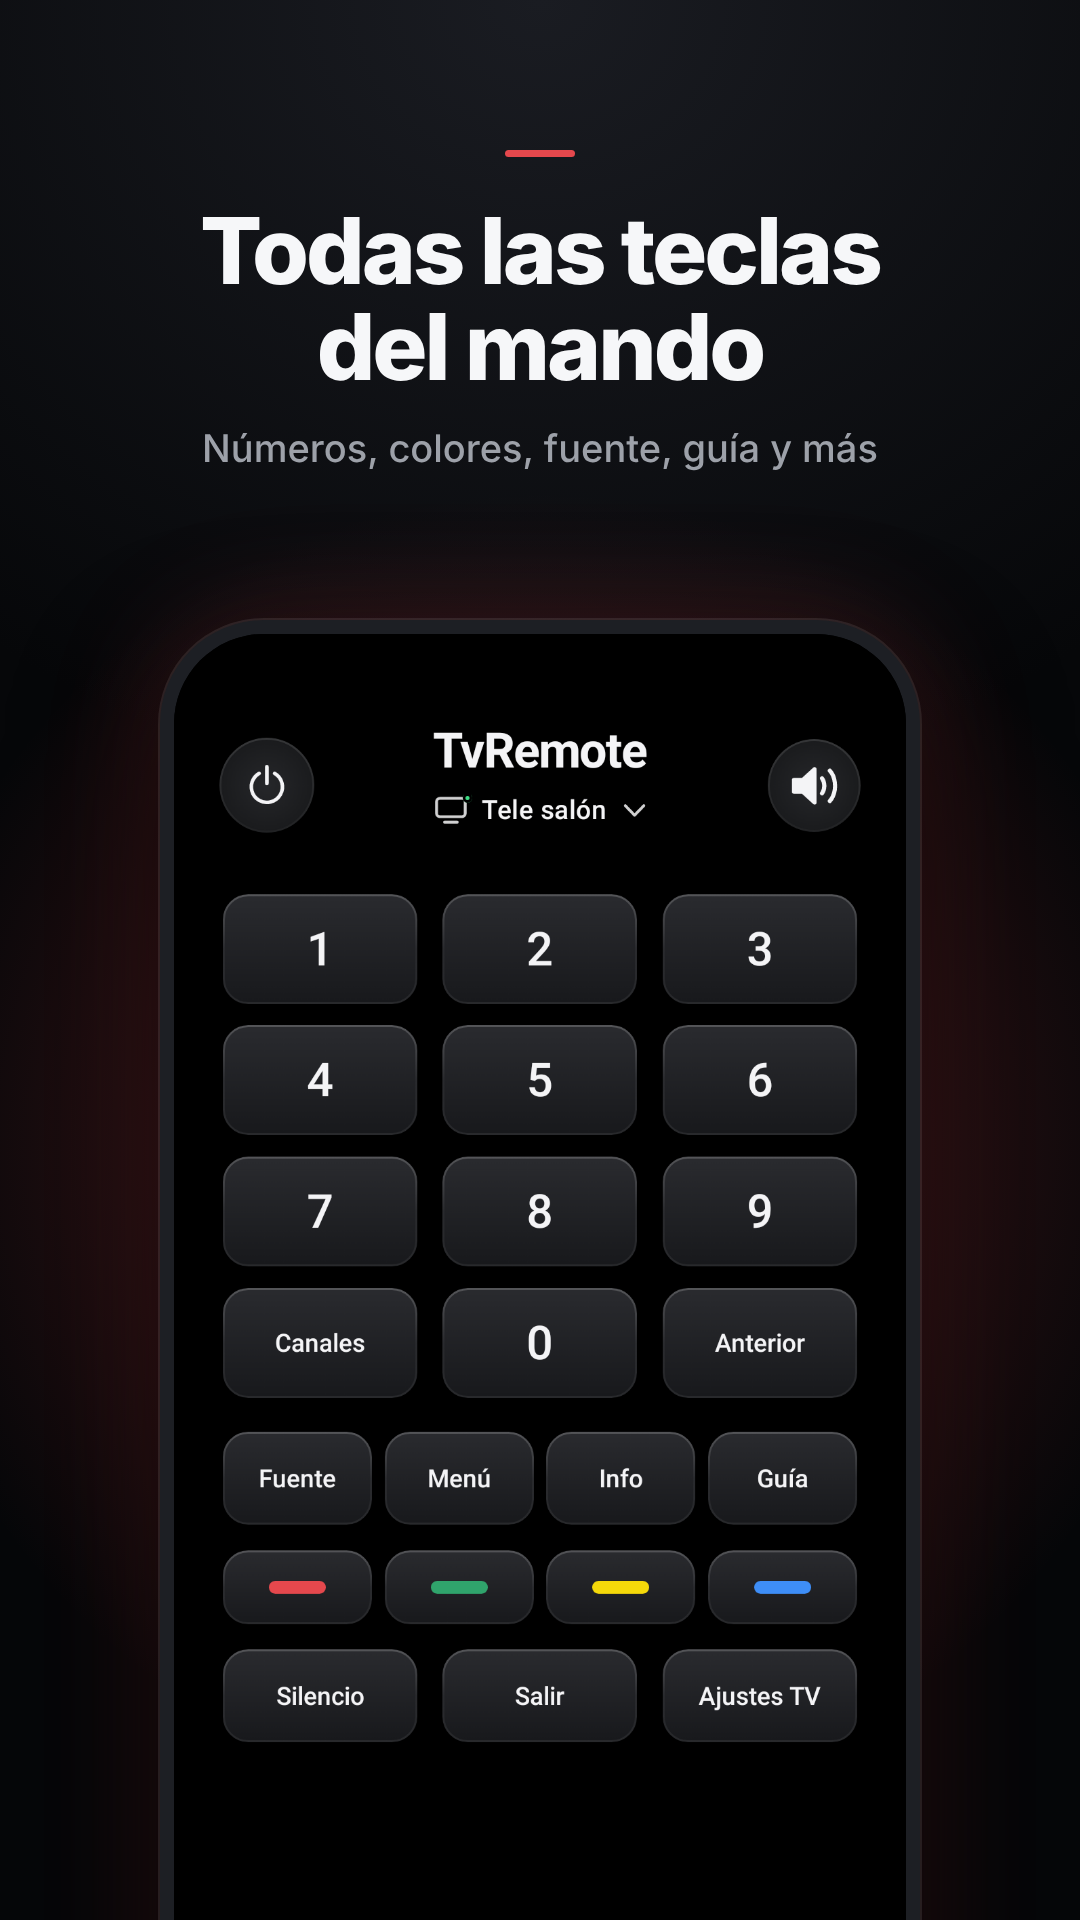 Todas las teclas
del mando
Números, colores, fuente, guía y más
TvRemote
Tele salón
1 2 3
4 5 6
7 8 9
Canales 0 Anterior
Fuente Menú Info Guía
Silencio Salir Ajustes TV